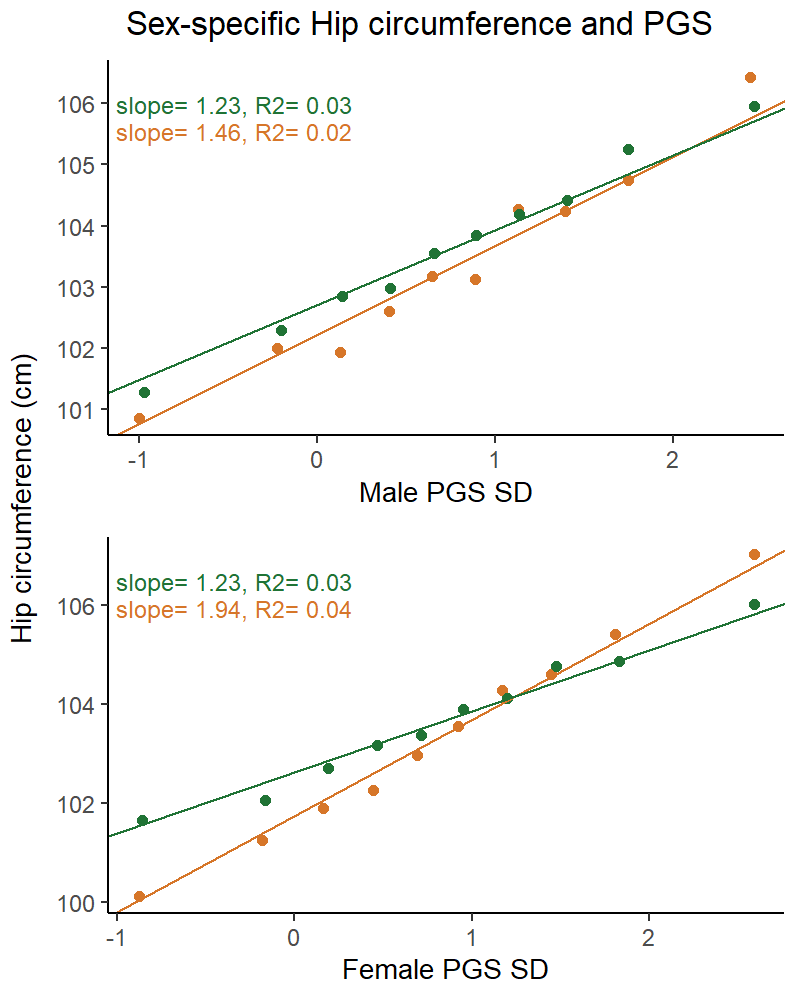 Sex-specific Hip circumference and PGS
Hip circumference (cm)
slope= 1.23, R2= 0.03
slope= 1.46, R2= 0.02
106
105
104
103
102
101
-1 0 1 2
Male PGS SD
slope= 1.23, R2= 0.03
slope= 1.94, R2= 0.04
106
104
102
100
-1 0 1 2
Female PGS SD